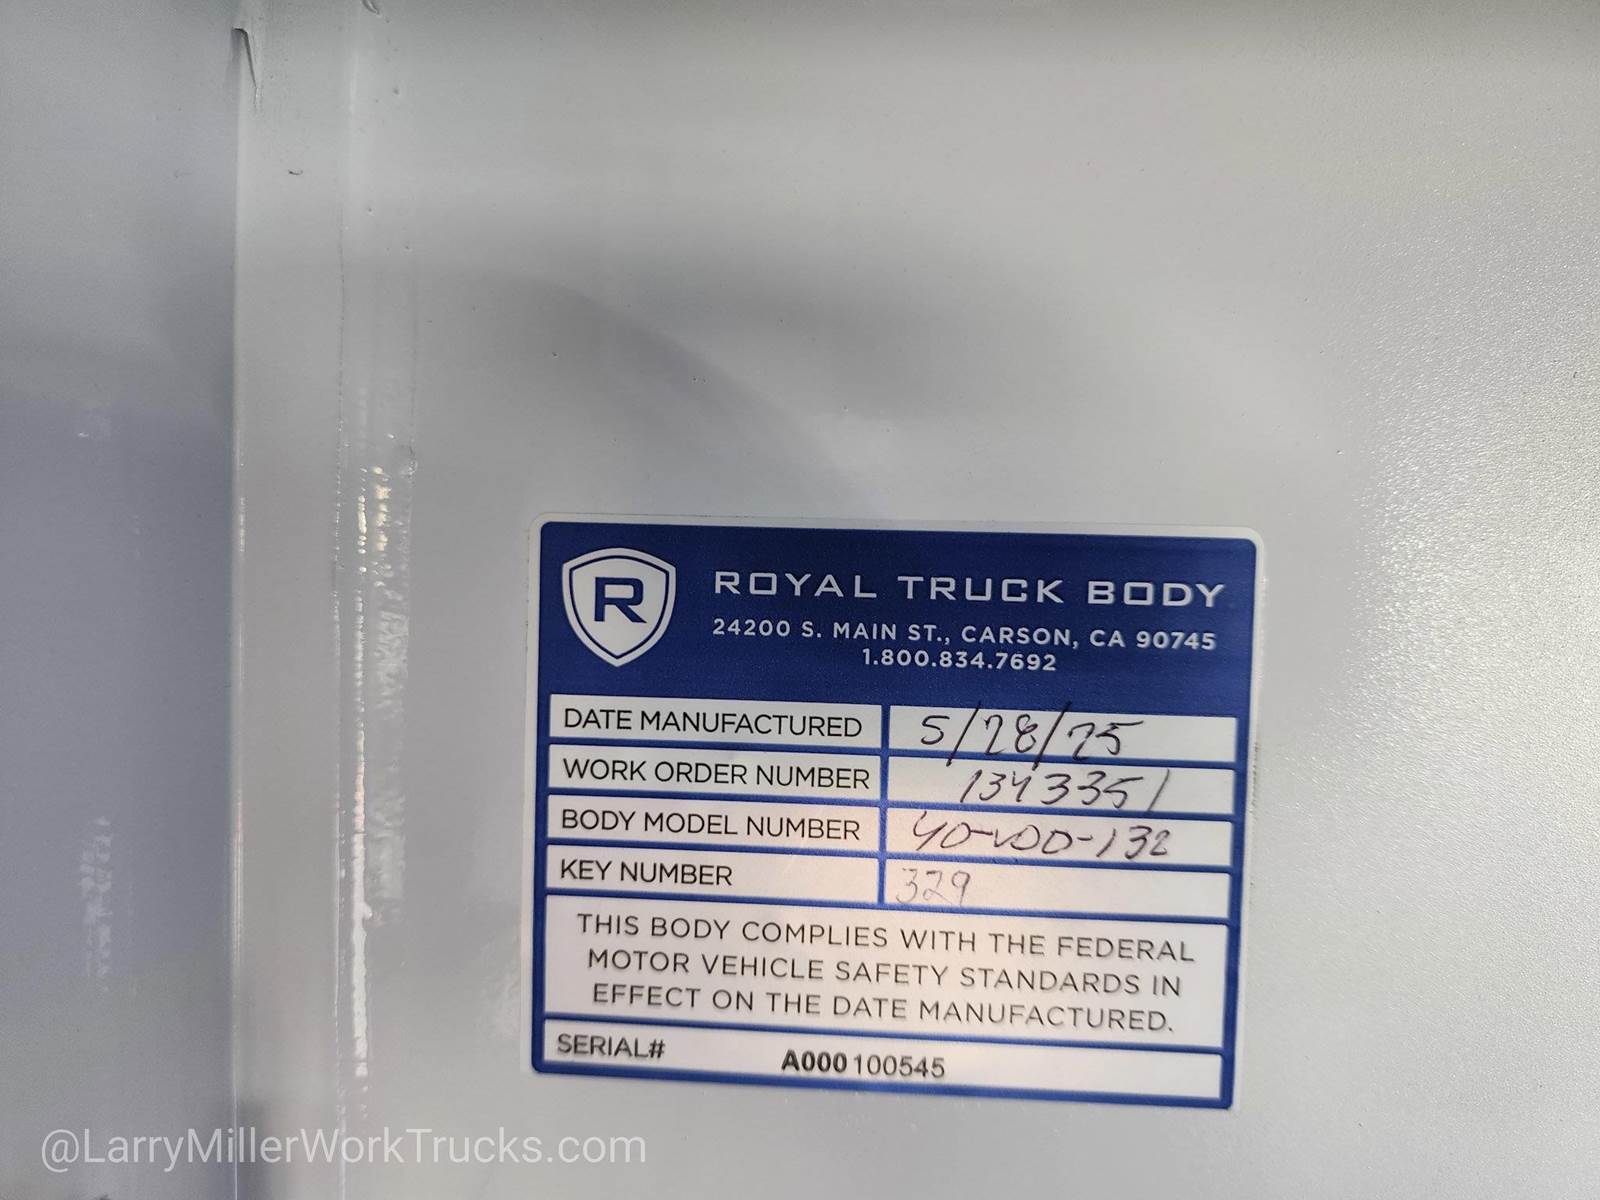 R
ROYAL TRUCK BODY
24200 S. MAIN ST., CARSON, CA 90745
1.800.834.7692
DATE MANUFACTURED 5/28/25
WORK ORDER NUMBER 1343351
BODY MODEL NUMBER
KEY NUMBER 329
THIS BODY COMPLIES WITH THE FEDERAL
MOTOR VEHICLE SAFETY STANDARDS IN
EFFECT ON THE DATE MANUFACTURED.
SERIAL# A000100545
@LarryMillerWorkTrucks.com